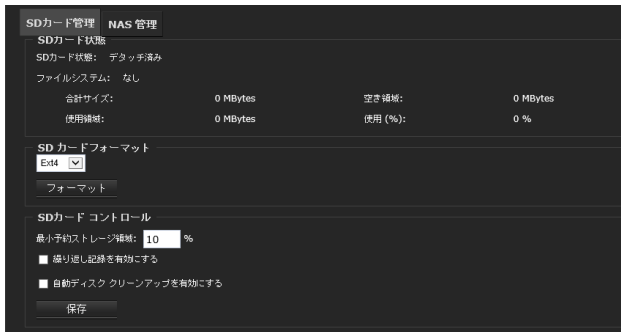 SDカード管理 NAS 管理
SDカード状態
SDカード状態: デタッチ済み
ファイルシステム: なし
合計サイズ: 0 MBytes 空き領域: 0 MBytes
使用領域: 0 MBytes 使用 (%): 0 %
SD カードフォーマット
Ext4
フォーマット
SDカード コントロール
最小予約ストレージ領域: 10 %
繰り返し記録を有効にする
自動ディスク クリーンアップを有効にする
保存